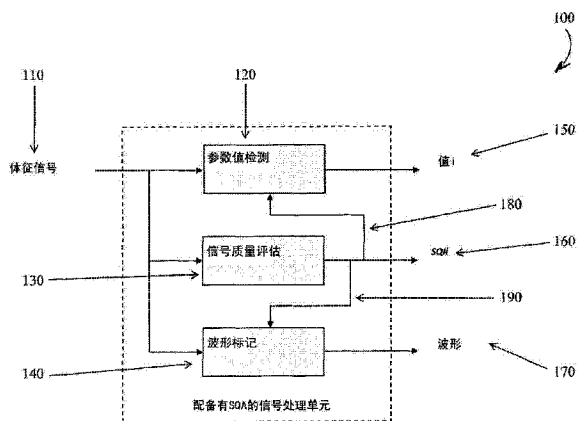 100
110
120
150
体征信号
参数值检测
值i
180
160
信号质量评估
SQIi
130
190
波形标记
波形
140
170
配备有SQA的信号处理单元